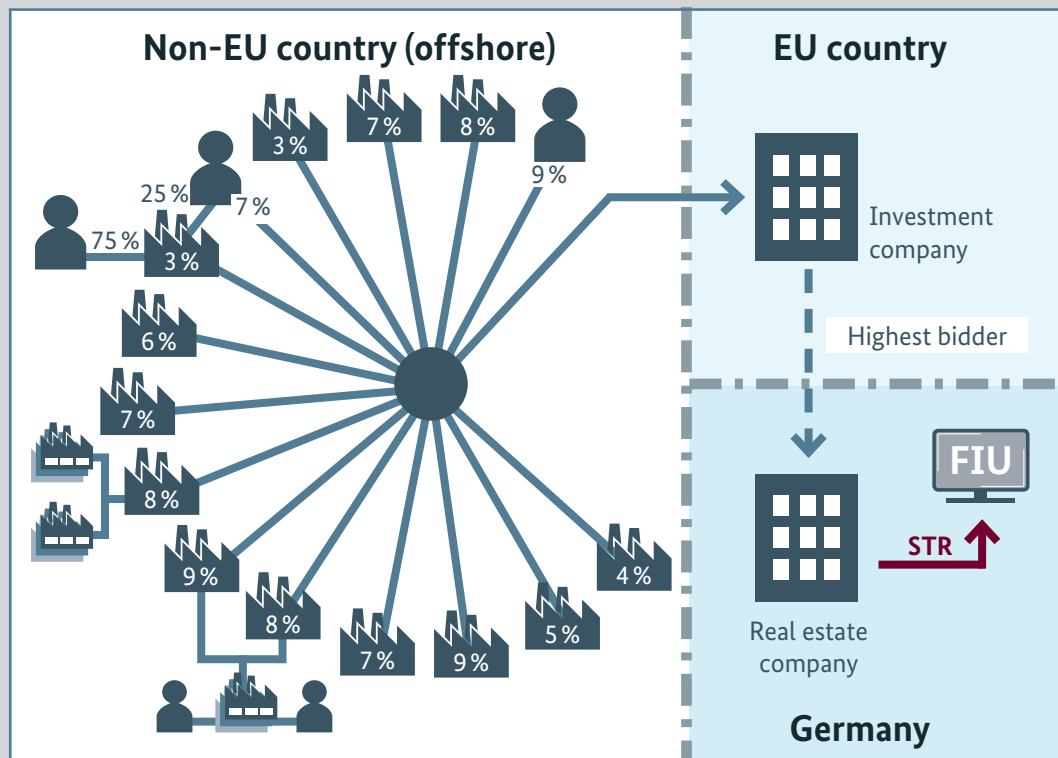 Non-EU country (offshore)
EU country
7 %
8 %
3 %
9 %
25 %
7 %
75 %
3 %
Investment
company
6 %
Highest bidder
7 %
8 %
FIU
STR
9 %
4 %
8 %
5 %
7 %
9 %
Real estate
company
Germany